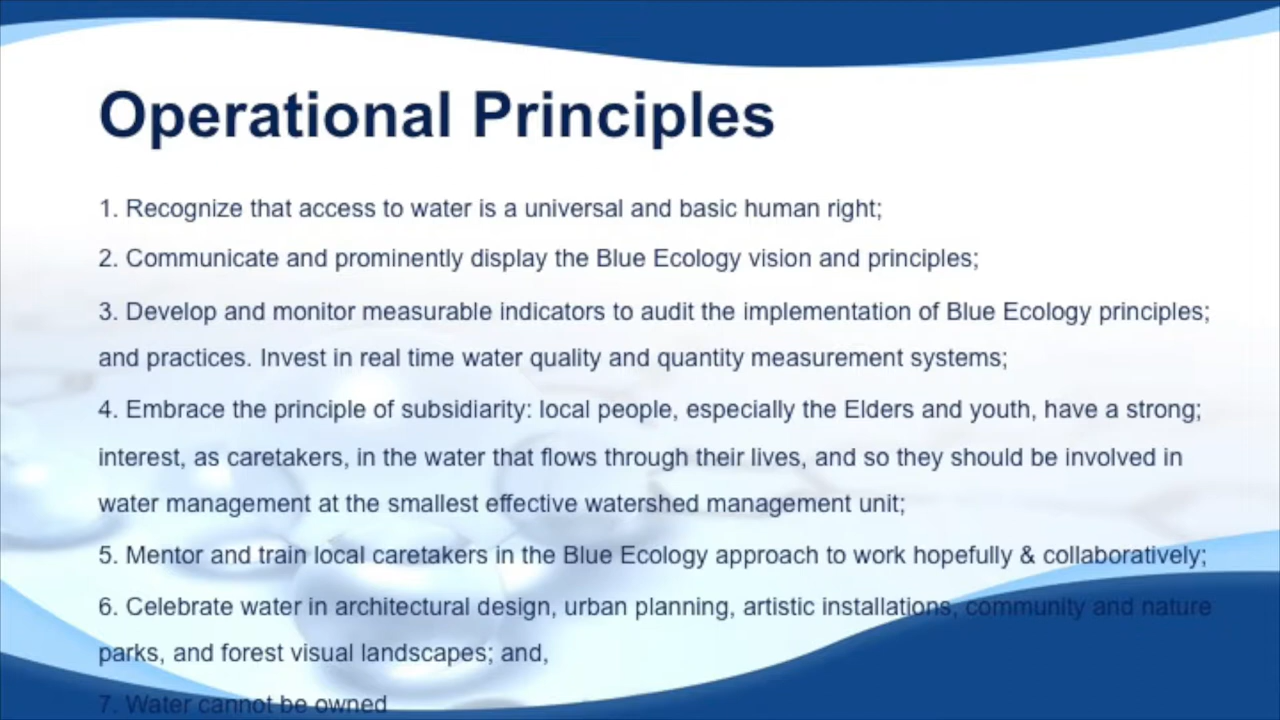 Operational Principles
1. Recognize that access to water is a universal and basic human right;
2. Communicate and prominently display the Blue Ecology vision and principles;
3. Develop and monitor measurable indicators to audit the implementation of Blue Ecology principles;
and practices. Invest in real time water quality and quantity measurement systems;
4. Embrace the principle of subsidiarity: local people, especially the Elders and youth, have a strong;
interest, as caretakers, in the water that flows through their lives, and so they should be involved in
water management at the smallest effective watershed management unit;
5. Mentor and train local caretakers in the Blue Ecology approach to work hopefully & collaboratively;
6. Celebrate water in architectural design, urban planning, artistic installations, community and nature
parks, and forest visual landscapes; and,
7. Water cannot be owned